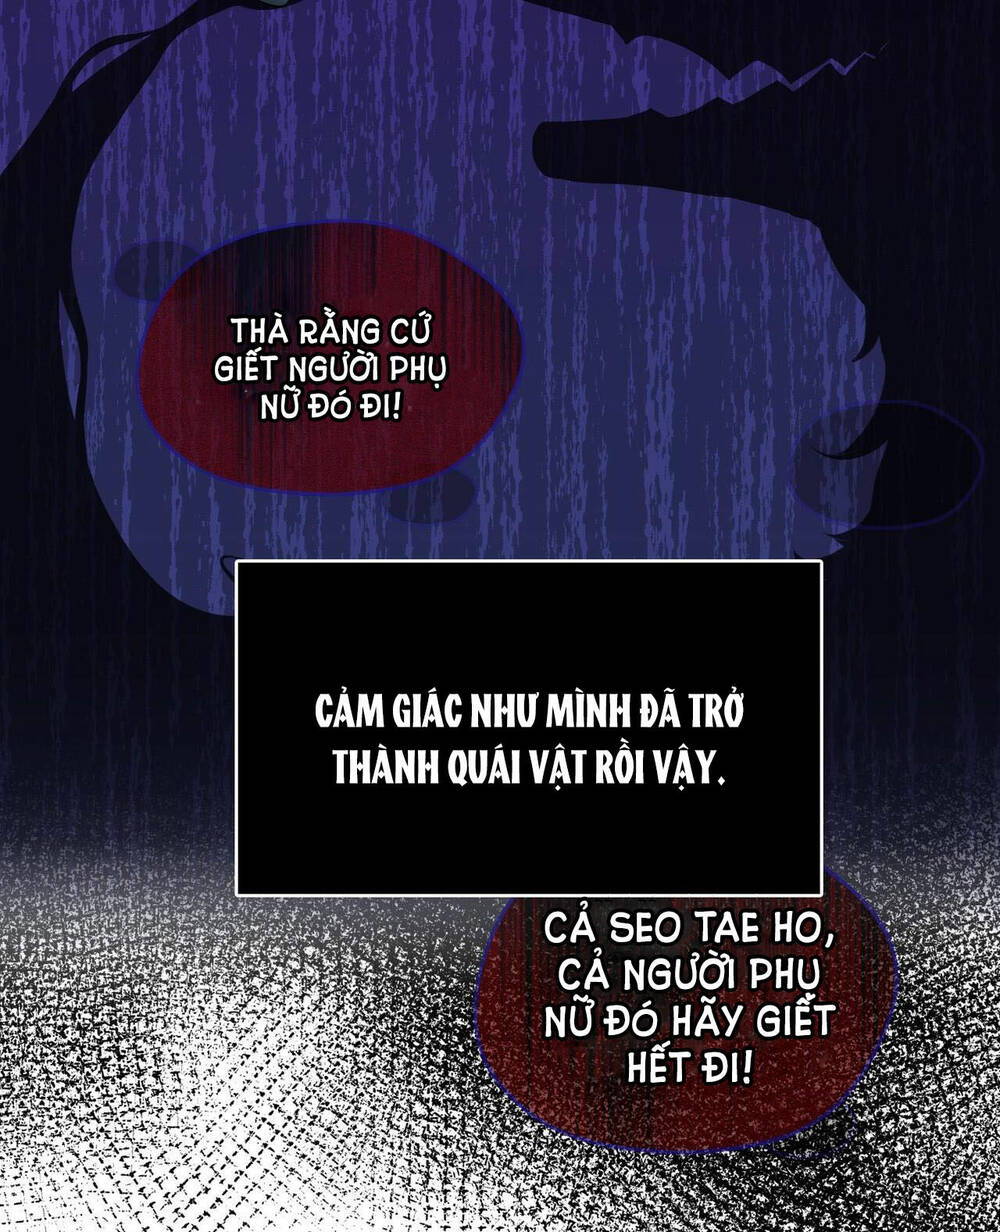 THÀ RẰNG CỨ
GIẾT NGƯỜI PHỤ
NỮ ĐÓ ĐI!
CẢM GIÁC NHƯ MÌNH ĐÃ TRỞ
THÀNH QUÁI VẬT RỒI VẬY.
CẢ SEO TAE HO,
CẢ NGƯỜI PHỤ
NỮ ĐÓ HÃY GIẾT
HẾT ĐI!